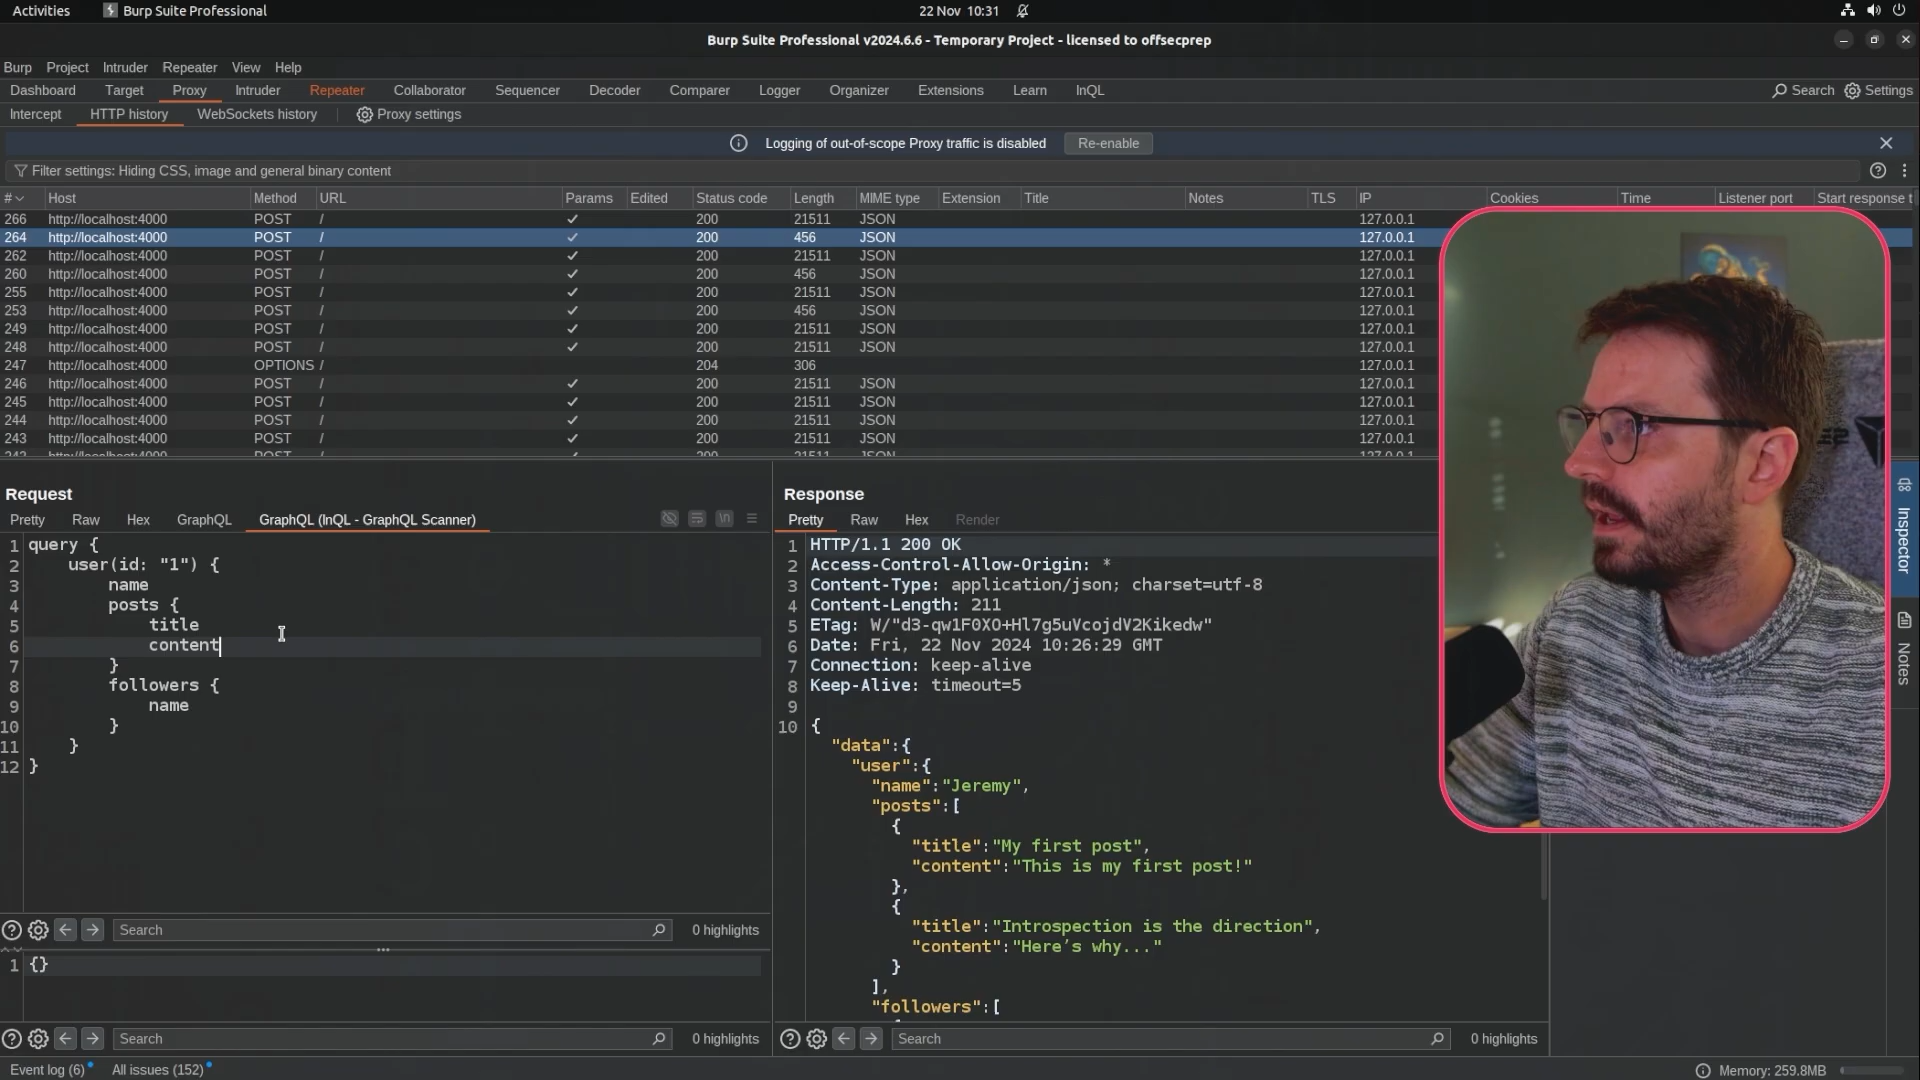 Activities Burp Suite Professional 22 Nov 10:31
Burp Suite Professional v2024.6.6 - Temporary Project - licensed to offsecprep
Burp Project Intruder Repeater View Help
Dashboard Target Proxy Intruder Repeater Collaborator Sequencer Decoder Comparer Logger Organizer Extensions Learn InQL Search Settings
Intercept HTTP history WebSockets history Proxy settings
Logging of out-of-scope Proxy traffic is disabled Re-enable
Filter settings: Hiding CSS, image and general binary content
# Host Method URL Params Edited Status code Length MIME type Extension Title Notes TLS IP Cookies Time Listener port Start response t
266 http://localhost:4000 POST / ✓ 200 21511 JSON 127.0.0.1
264 http://localhost:4000 POST / ✓ 200 456 JSON 127.0.0.1
262 http://localhost:4000 POST / ✓ 200 21511 JSON 127.0.0.1
260 http://localhost:4000 POST / ✓ 200 456 JSON 127.0.0.1
255 http://localhost:4000 POST / ✓ 200 21511 JSON 127.0.0.1
253 http://localhost:4000 POST / ✓ 200 456 JSON 127.0.0.1
249 http://localhost:4000 POST / ✓ 200 21511 JSON 127.0.0.1
248 http://localhost:4000 POST / ✓ 200 21511 JSON 127.0.0.1
247 http://localhost:4000 OPTIONS / 204 306 127.0.0.1
246 http://localhost:4000 POST / ✓ 200 21511 JSON 127.0.0.1
245 http://localhost:4000 POST / ✓ 200 21511 JSON 127.0.0.1
244 http://localhost:4000 POST / ✓ 200 21511 JSON 127.0.0.1
243 http://localhost:4000 POST / ✓ 200 21511 JSON 127.0.0.1
Request
Pretty Raw Hex GraphQL GraphQL (InQL - GraphQL Scanner) \n
1 query {
2 user(id: "1") {
3 name
4 posts {
5 title
6 content
7 }
8 followers {
9 name
10 }
11 }
12 }
Search 0 highlights
1 {}
Search 0 highlights
Response
Pretty Raw Hex Render
1 HTTP/1.1 200 OK
2 Access-Control-Allow-Origin: *
3 Content-Type: application/json; charset=utf-8
4 Content-Length: 211
5 ETag: W/"d3-qw1F0XO+Hl7g5uVcojdV2Kikedw"
6 Date: Fri, 22 Nov 2024 10:26:29 GMT
7 Connection: keep-alive
8 Keep-Alive: timeout=5
9
10 {
"data":{
"user":{
"name":"Jeremy",
"posts":[
{
"title":"My first post",
"content":"This is my first post!"
},
{
"title":"Introspection is the direction",
"content":"Here's why..."
}
],
"followers":[
Search 0 highlights
Inspector
Notes
Event log (6) All issues (152) Memory: 259.8MB